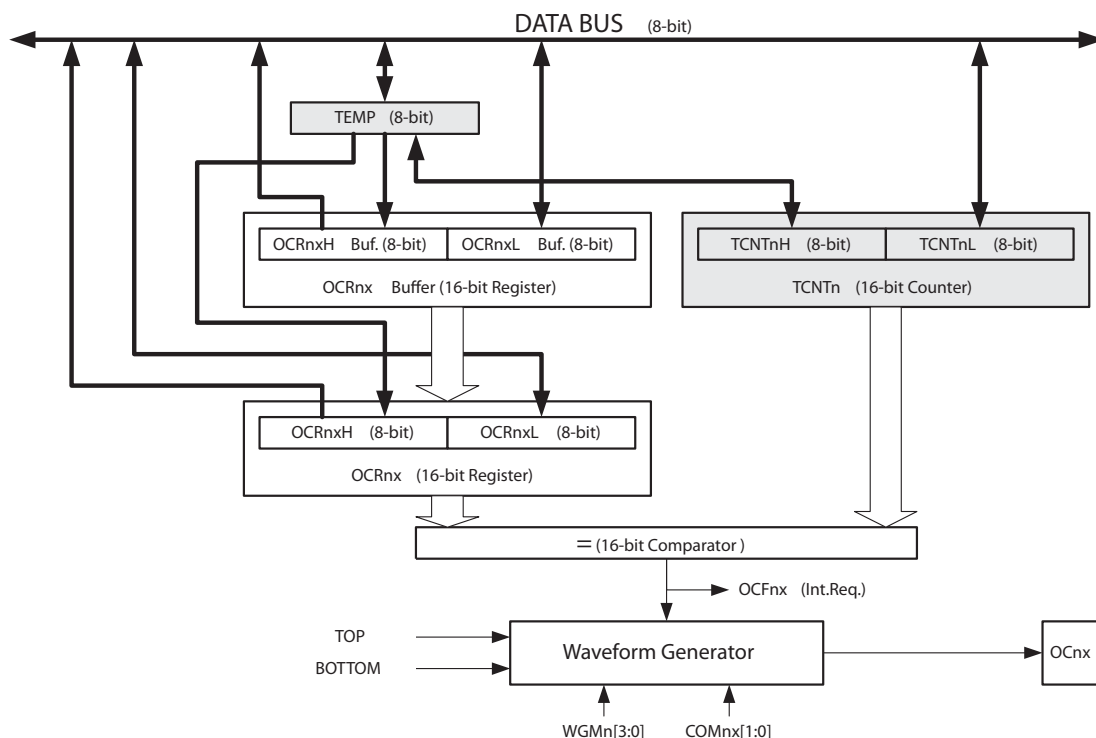 DATA BUS (8-bit)
TEMP (8-bit)
OCRnxH Buf. (8-bit)
OCRnxL Buf. (8-bit)
OCRnx Buffer (16-bit Register)
TCNTnH (8-bit)
TCNTnL (8-bit)
TCNTn (16-bit Counter)
OCRnxH (8-bit)
OCRnxL (8-bit)
OCRnx (16-bit Register)
= (16-bit Comparator )
OCFnx (Int.Req.)
TOP
BOTTOM
Waveform Generator
OCnx
WGMn[3:0]
COMnx[1:0]